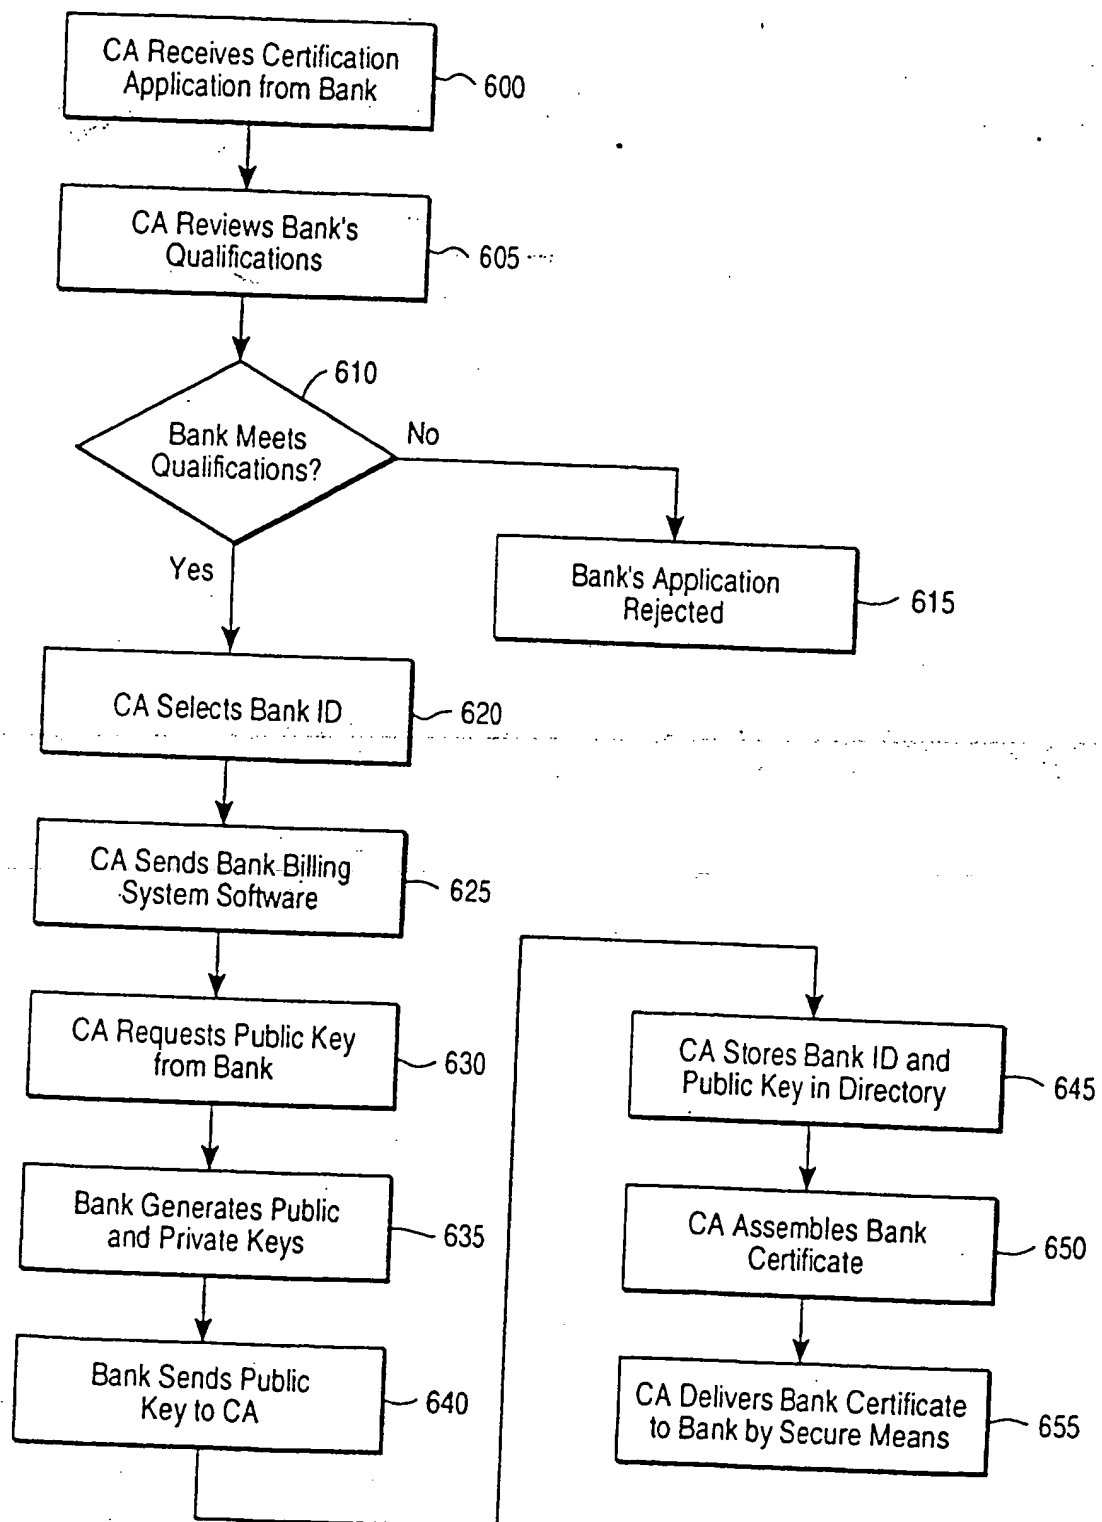 CA Receives Certification
Application from Bank
600
CA Reviews Bank's
Qualifications
605
610
Bank Meets
Qualifications?
No
Yes
Bank's Application
Rejected
615
CA Selects Bank ID
620
CA Sends Bank Billing
System Software
625
CA Requests Public Key
from Bank
630
Bank Generates Public
and Private Keys
635
Bank Sends Public
Key to CA
640
CA Stores Bank ID and
Public Key in Directory
645
CA Assembles Bank
Certificate
650
CA Delivers Bank Certificate
to Bank by Secure Means
655